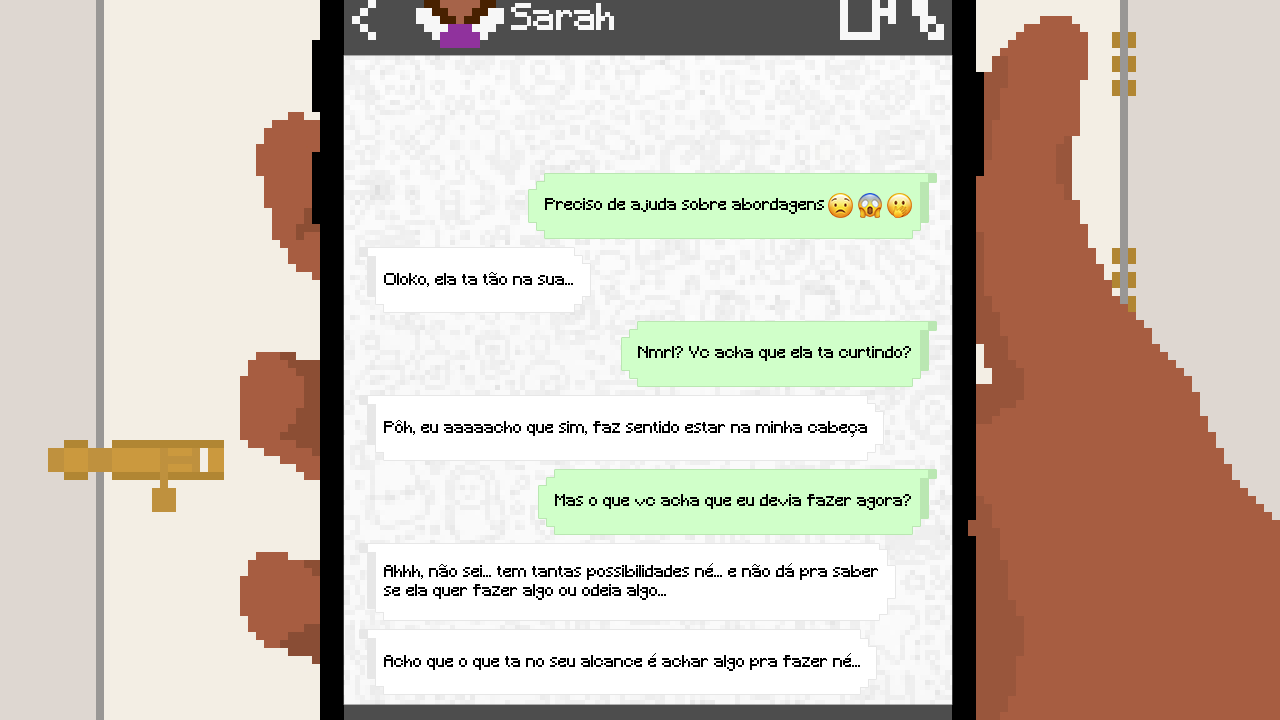 Sarah
Preciso de ajuda sobre abordagens😟😱🫢
Oloko, ela ta tão na sua...
Nmrl? Vc acha que ela ta curtindo?
Pôh, eu aaaaacho que sim, faz sentido estar na minha cabeça
Mas o que vc acha que eu devia fazer agora?
Ahhh, não sei... tem tantas possibilidades né... e não dá pra saber
se ela quer fazer algo ou odeia algo...
Acho que o que ta no seu alcance é achar algo pra fazer né...